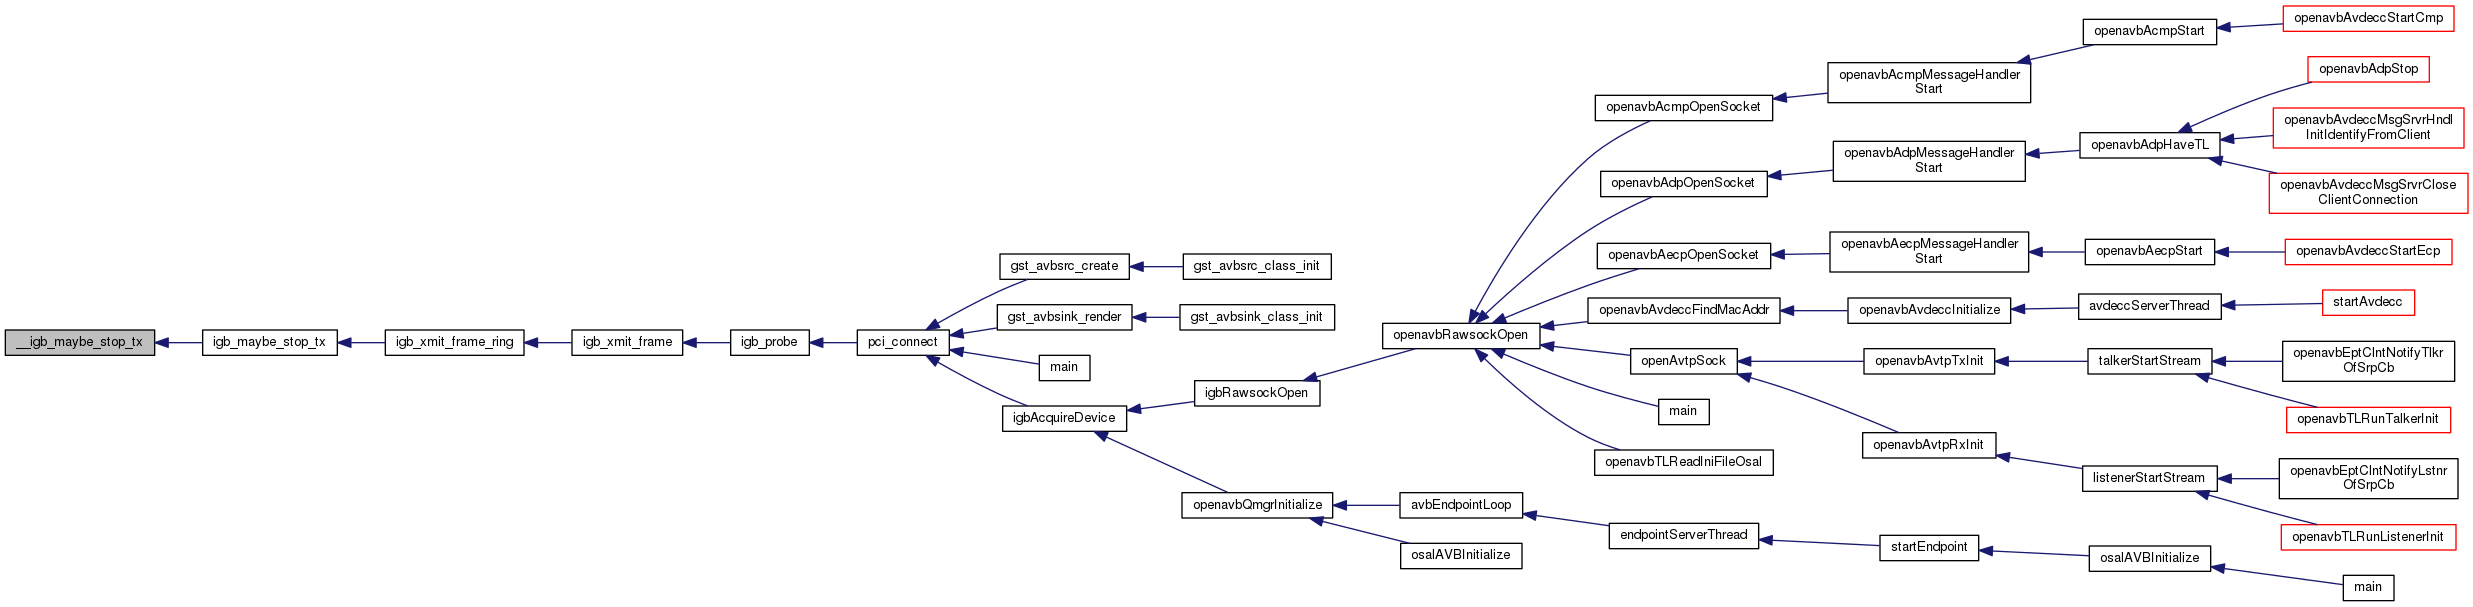 __igb_maybe_stop_tx
igb_maybe_stop_tx
igb_xmit_frame_ring
igb_xmit_frame
igb_probe
pci_connect
gst_avbsrc_create
gst_avbsrc_class_init
gst_avbsink_render
gst_avbsink_class_init
main
igbAcquireDevice
igbRawsockOpen
openavbRawsockOpen
openavbAcmpOpenSocket
openavbAcmpMessageHandler
Start
openavbAcmpStart
openavbAvdeccStartCmp
openavbAdpOpenSocket
openavbAdpMessageHandler
Start
openavbAdpHaveTL
openavbAdpStop
openavbAvdeccMsgSrvrHndl
InitIdentifyFromClient
openavbAvdeccMsgSrvrClose
ClientConnection
openavbAecpOpenSocket
openavbAecpMessageHandler
Start
openavbAecpStart
openavbAvdeccStartEcp
openavbAvdeccFindMacAddr
openavbAvdeccInitialize
avdeccServerThread
startAvdecc
openAvtpSock
openavbAvtpTxInit
talkerStartStream
openavbEptClntNotifyTlkr
OfSrpCb
openavbTLRunTalkerInit
openavbAvtpRxInit
listenerStartStream
openavbEptClntNotifyLstnr
OfSrpCb
openavbTLRunListenerInit
main
openavbTLReadIniFileOsal
openavbQmgrInitialize
avbEndpointLoop
endpointServerThread
startEndpoint
osalAVBInitialize
main
osalAVBInitialize